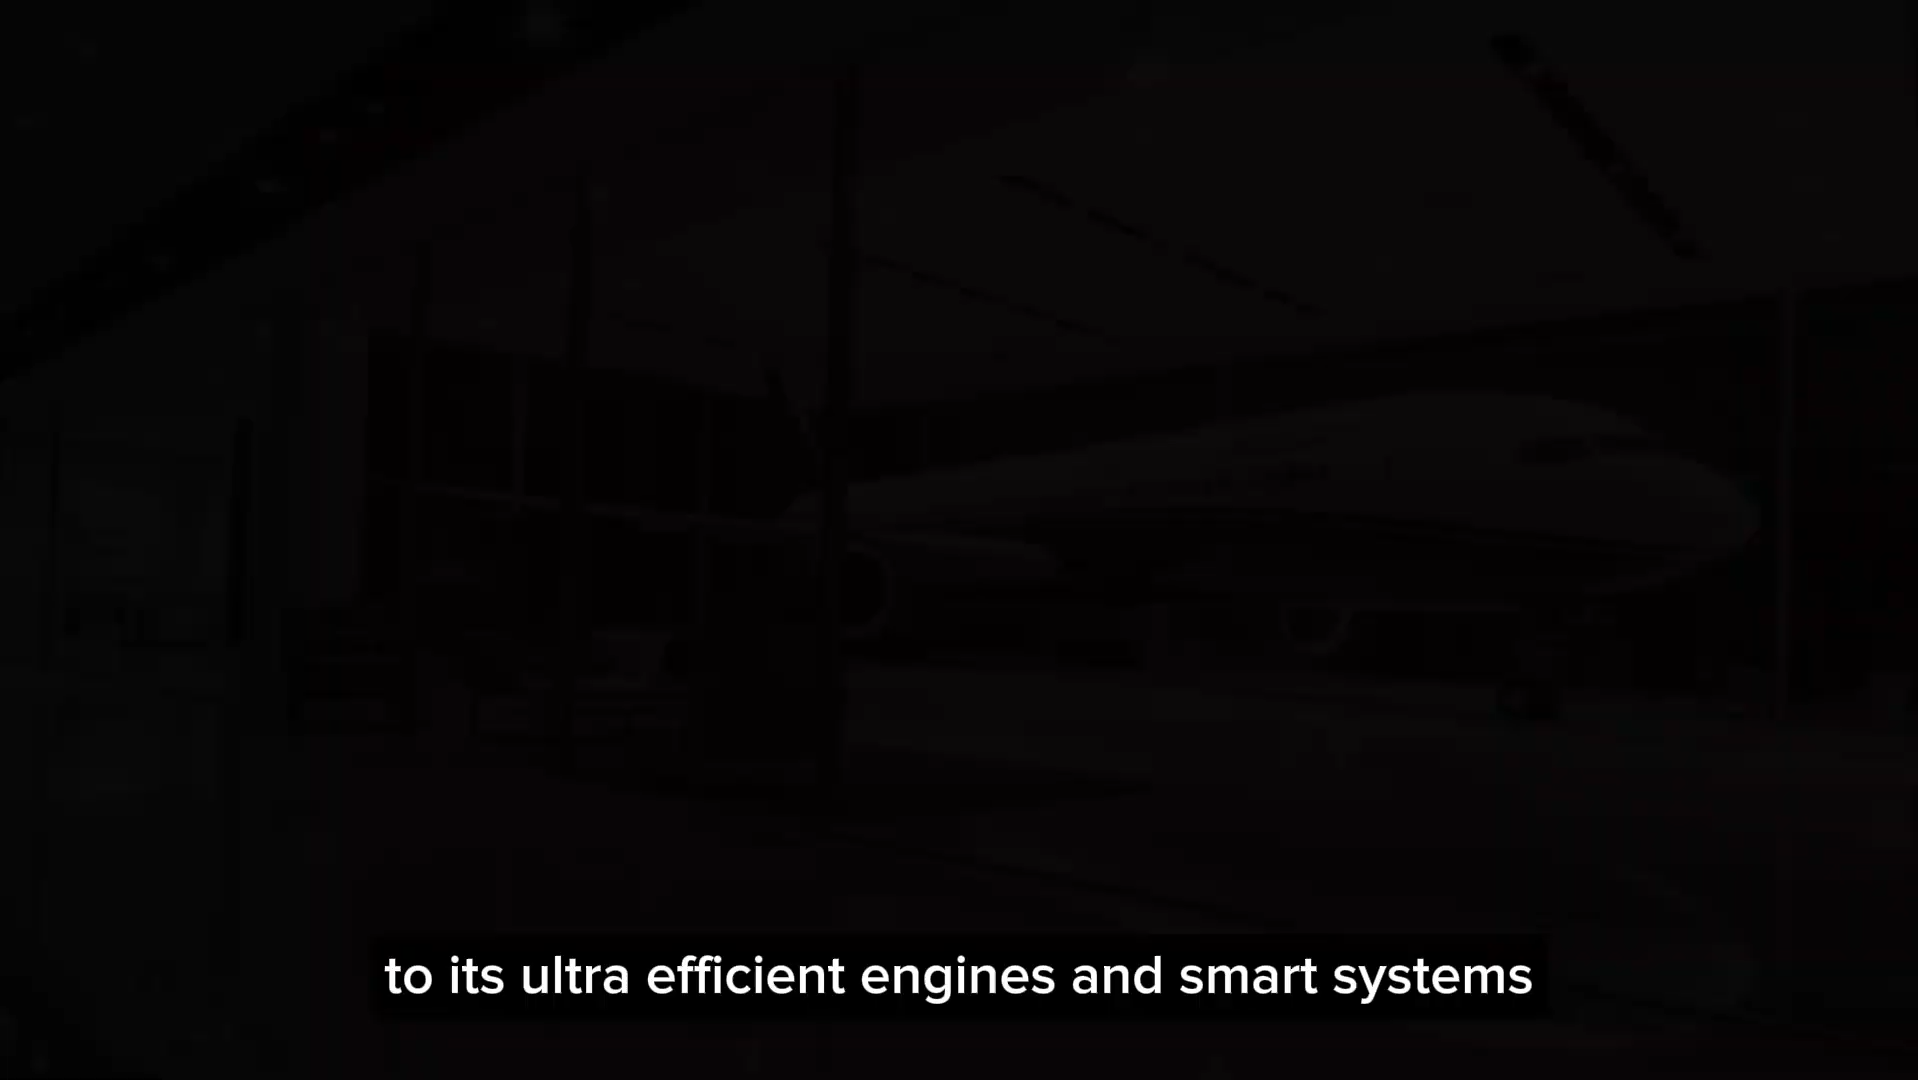 to its ultra efficient engines and smart systems